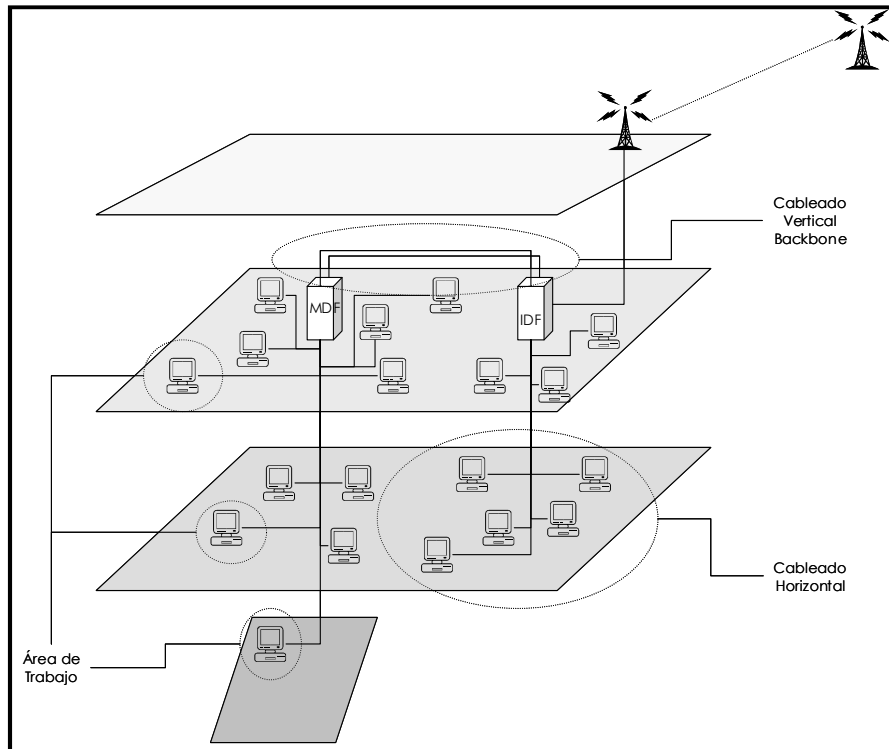 Cableado
Vertical
Backbone
MDF
IDF
Cableado
Horizontal
Área de
Trabajo